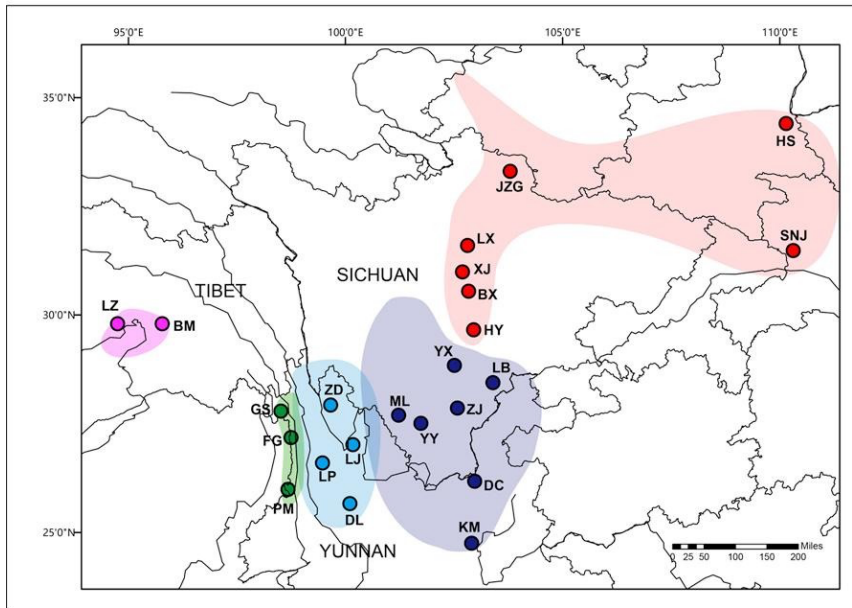 95°0'E 100°0'E 105°0'E 110°0'E
35°0'N
HS
JZG
LX
SNJ
XJ
SICHUAN
TIBET
BX
30°0'N
LZ
BM
HY
YX
LB
ZD
GS
ML
ZJ
YY
FG
LJ
LP
DC
PM
DL
KM
25°0'N
YUNNAN
Miles
0 25 50 100 150 200